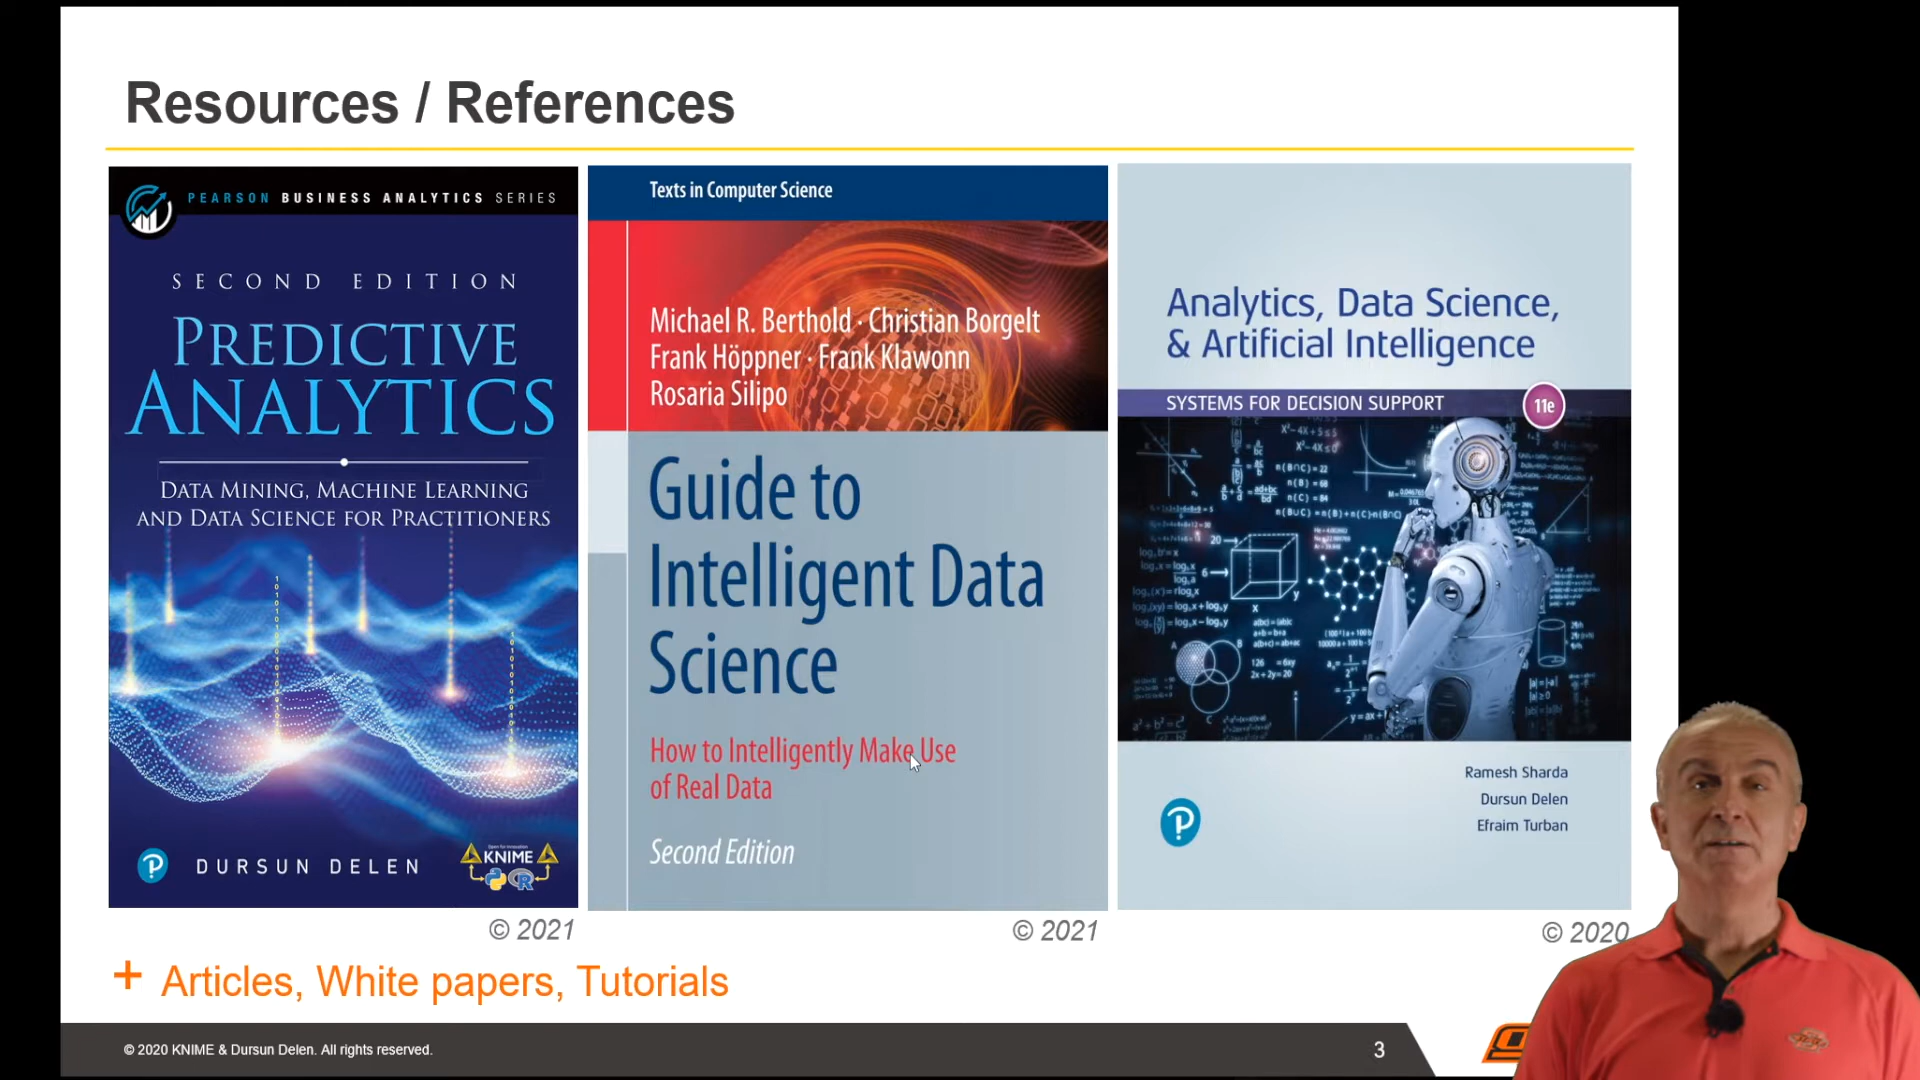 Resources / References
PEARSON BUSINESS ANALYTICS SERIES
SECOND EDITION
PREDICTIVE
ANALYTICS
DATA MINING, MACHINE LEARNING
AND DATA SCIENCE FOR PRACTITIONERS
DURSUN DELEN
KNIME
© 2021
Texts in Computer Science
Michael R. Berthold · Christian Borgelt
Frank Höppner · Frank Klawonn
Rosaria Silipo
Guide to
Intelligent Data
Science
How to Intelligently Make Use
of Real Data
Second Edition
© 2021
Analytics, Data Science,
& Artificial Intelligence
SYSTEMS FOR DECISION SUPPORT
11e
Ramesh Sharda
Dursun Delen
Efraim Turban
© 2020
+ Articles, White papers, Tutorials
© 2020 KNIME & Dursun Delen. All rights reserved.
3